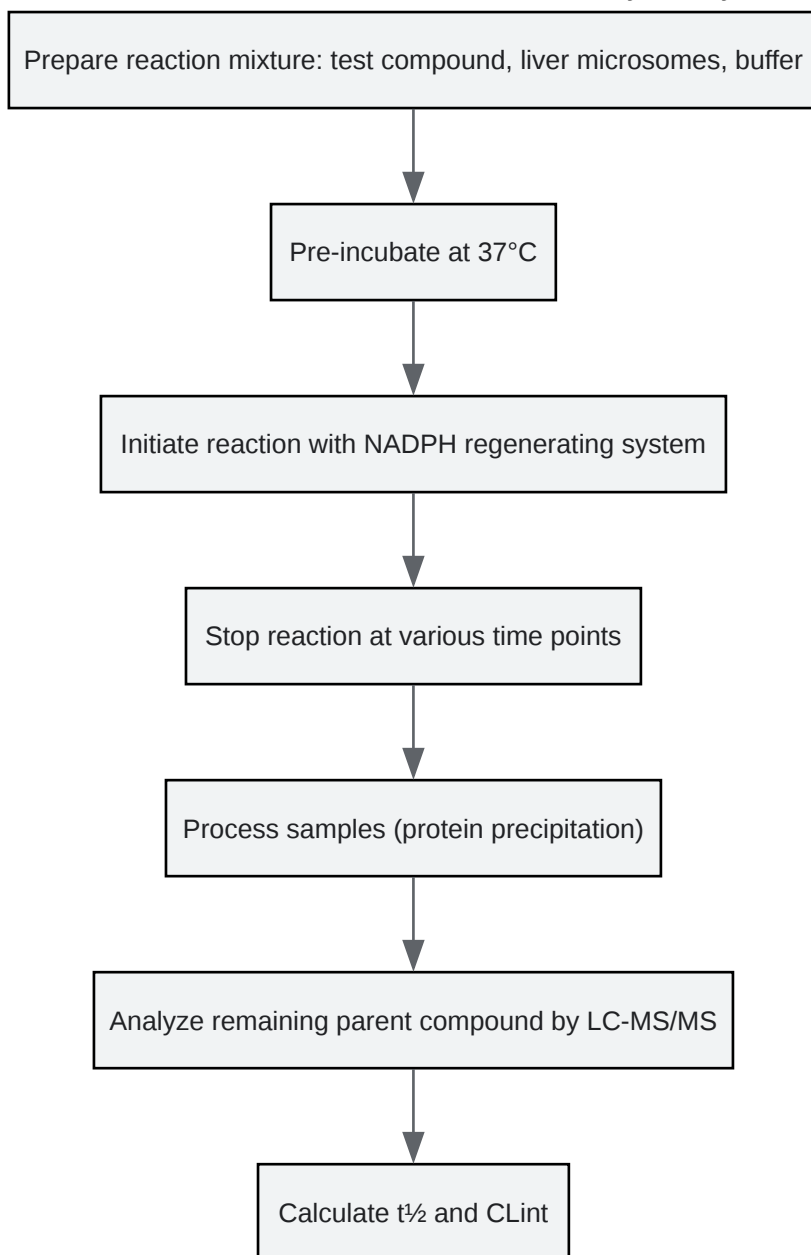 Prepare reaction mixture: test compound, liver microsomes, buffer
Pre-incubate at 37°C
Initiate reaction with NADPH regenerating system
Stop reaction at various time points
Process samples (protein precipitation)
Analyze remaining parent compound by LC-MS/MS
Calculate t½ and CLint